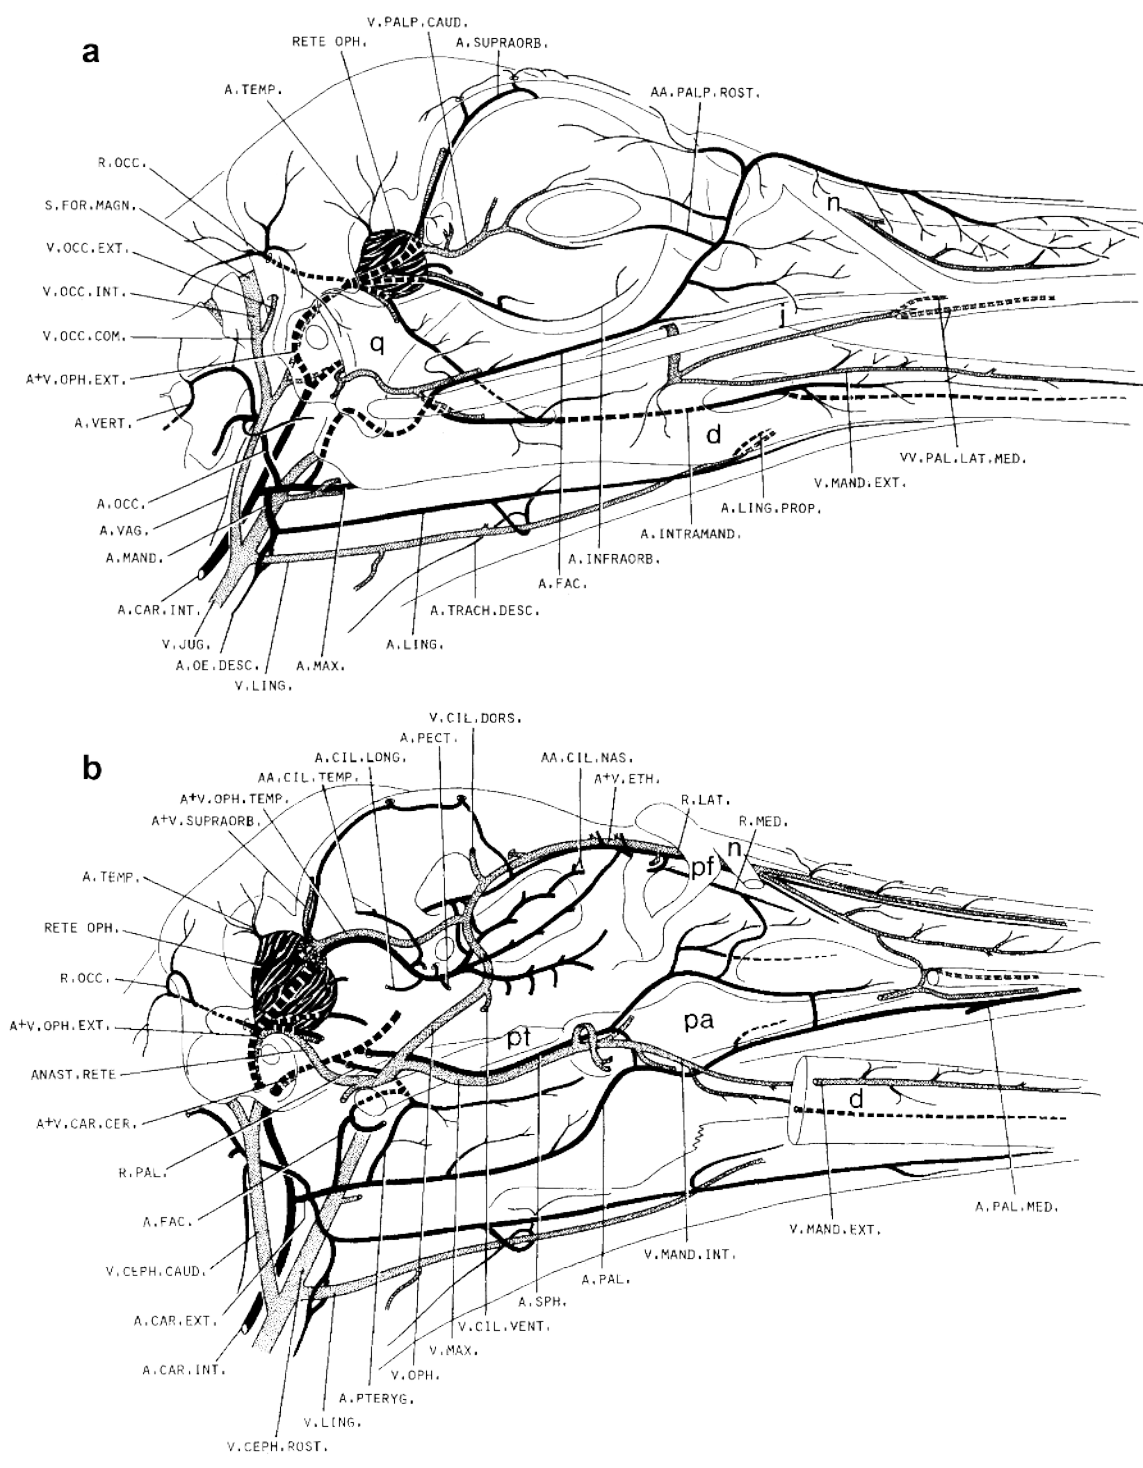 a
V.PALP.CAUD.
RETE OPH.
A.SUPRAORB.
A.TEMP.
AA.PALP.ROST.
R.OCC.
S.FOR.MAGN.
n
V.OCC.EXT.
V.OCC.INT.
V.OCC.COM.
j
q
A+V.OPH.EXT.
A.VERT.
d
VV.PAL.LAT.MED.
V.MAND.EXT.
A.OCC.
A.LING.PROP.
A.VAG.
A.INTRAMAND.
A.MAND.
A.INFRAORB.
A.FAC.
A.CAR.INT.
A.TRACH.DESC.
V.JUG.
A.LING.
A.OE.DESC.
A.MAX.
V.LING.
b
V.CIL.DORS.
A.PECT.
A.CIL.LONG.
AA.CIL.NAS.
AA.CIL.TEMP.
A+V.ETH.
A+V.OPH.TEMP.
R.LAT.
A+V.SUPRAORB.
R.MED.
n
pf
A.TEMP.
RETE OPH.
R.OCC.
A+V.OPH.EXT.
pa
pt
ANAST.RETE
d
A+V.CAR.CER.
R.PAL.
A.PAL.MED.
A.FAC.
V.MAND.EXT.
V.MAND.INT.
V.CEPH.CAUD.
A.PAL.
A.SPH.
A.CAR.EXT.
V.CIL.VENT.
V.MAX.
A.CAR.INT.
V.OPH.
A.PTERYG.
V.LING.
V.CEPH.ROST.